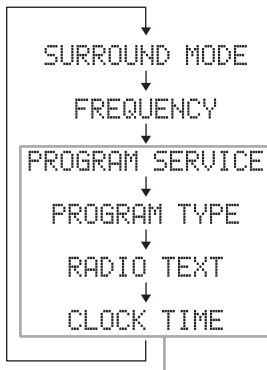 SURROUND MODE
FREQUENCY
PROGRAM SERVICE
PROGRAM TYPE
RADIO TEXT
CLOCK TIME